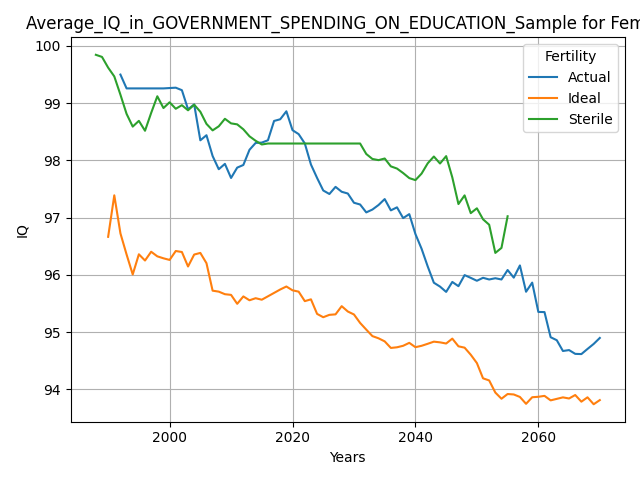 Average_IQ_in_GOVERNMENT_SPENDING_ON_EDUCATION_Sample for Fem
100
99
98
97
96
95
94
IQ
Fertility
Actual
Ideal
Sterile
2000 2020 2040 2060
Years